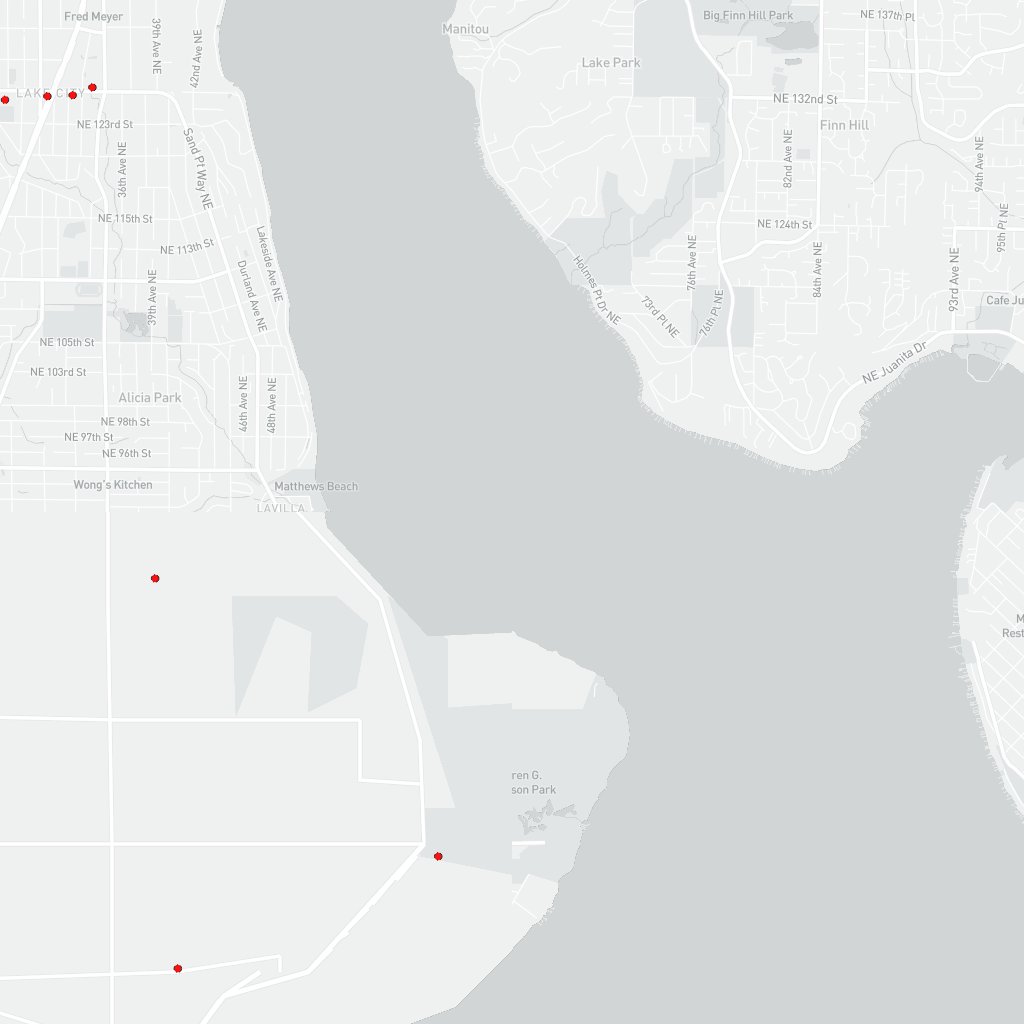 Fred Meyer
39th Ave NE
42nd Ave NE
Manitou
Big Finn Hill Park
NE 137th Pl
Lake Park
LAKE CITY
NE 132nd St
NE 123rd St
Finn Hill
Sand Pt Way NE
82nd Ave NE
94th Ave NE
36th Ave NE
NE 115th St
NE 124th St
95th Pl NE
NE 113th St
Lakeside Ave NE
76th Ave NE
84th Ave NE
93rd Ave NE
Holmes Pt Dr NE
39th Ave NE
Durland Ave NE
73rd Pl NE
76th Pl NE
Cafe Ju
NE 105th St
NE Juanita Dr
NE 103rd St
Alicia Park
46th Ave NE
48th Ave NE
NE 98th St
NE 97th St
NE 96th St
Wong's Kitchen
Matthews Beach
LAVILLA
M
Rest
ren G.
son Park